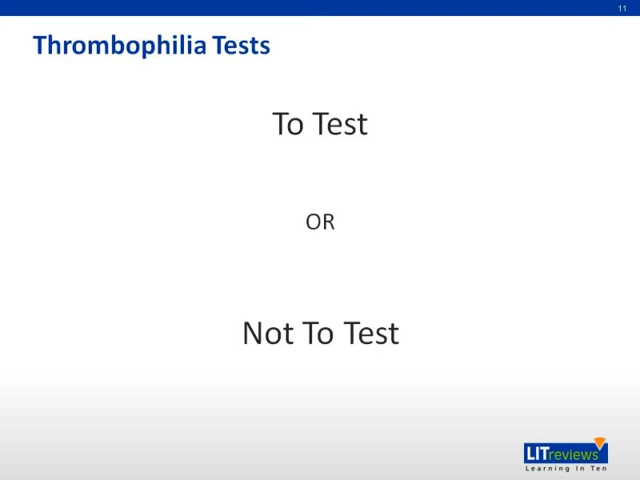 11
Thrombophilia Tests
To Test
OR
Not To Test
LITreviews
Learning In Ten